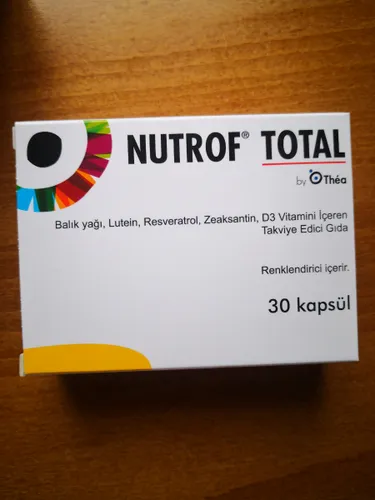 NUTROF® TOTAL
by Théa
Balık yağı, Lutein, Resveratrol, Zeaksantin, D3 Vitamini İçeren
Takviye Edici Gıda
Renklendirici içerir.
30 kapsül